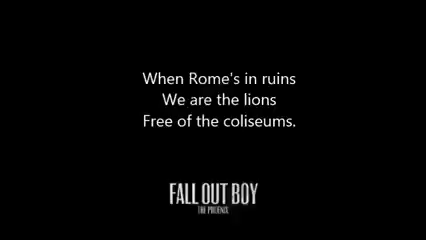 When Rome's in ruins
We are the lions
Free of the coliseums.
FALL OUT BOY
THE PHOENIX